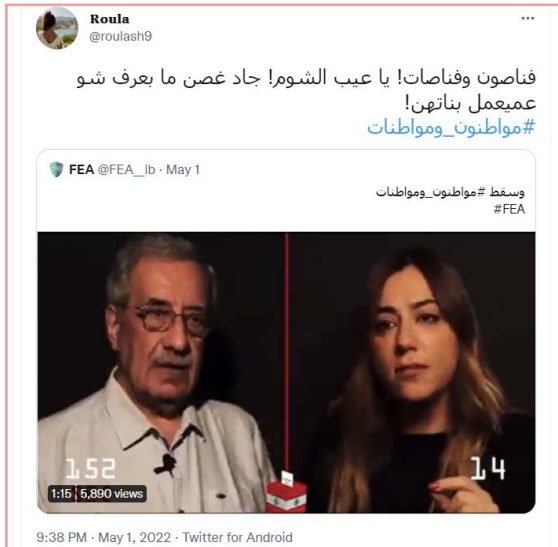 Roula
@roulash9
فناصون وفناصات! يا عيب الشوم! جاد غصن ما بعرف شو
عميعمل بناتهن!
#مواطنون_ومواطنات
FEA @FEA__lb · May 1
وسقط #مواطنون_ومواطنات
#FEA
152
14
1:15 5,890 views
9:38 PM · May 1, 2022 · Twitter for Android